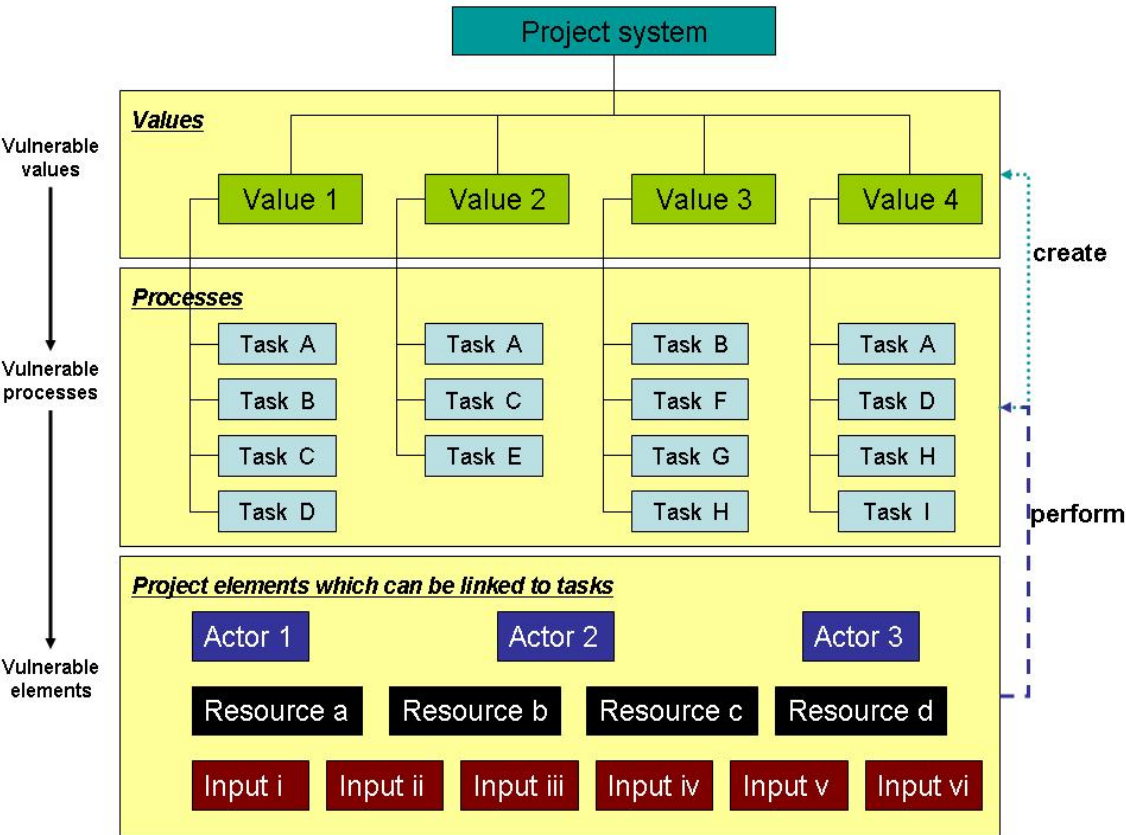 Project system
Values
Vulnerable
values
Value 1
Value 2
Value 3
Value 4
create
Processes
Task A
Task A
Task B
Task A
Vulnerable
processes
Task B
Task C
Task F
Task D
Task C
Task E
Task G
Task H
Task D
Task H
Task I
perform
Project elements which can be linked to tasks
Actor 1
Actor 2
Actor 3
Vulnerable
elements
Resource a
Resource b
Resource c
Resource d
Input i
Input ii
Input iii
Input iv
Input v
Input vi